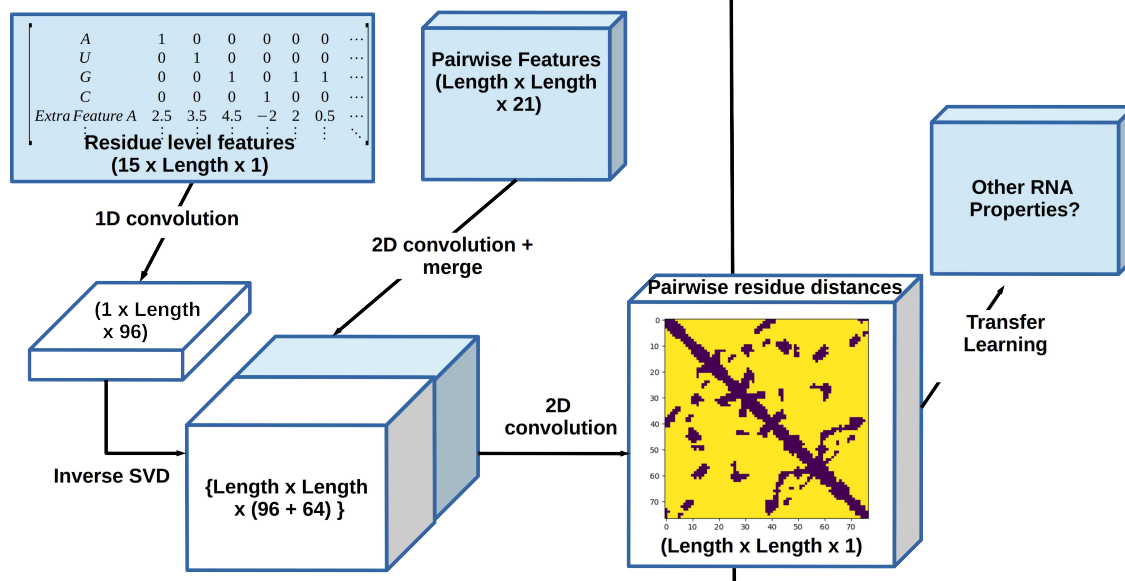 A 1 0 0 0 0 0 ⋯
U 0 1 0 0 0 0 ⋯
G 0 0 1 0 1 1 ⋯
C 0 0 0 1 0 0 ⋯
Extra Feature A 2.5 3.5 4.5 −2 2 0.5 ⋯
⋮ ⋮ ⋮ ⋮ ⋮ ⋮ ⋮ ⋱
Residue level features
(15 x Length x 1)
Pairwise Features
(Length x Length
x 21)
1D convolution
2D convolution +
merge
(1 x Length
x 96)
Inverse SVD
{Length x Length
x (96 + 64) }
2D
convolution
Pairwise residue distances
0
10
20
30
40
50
60
70
0 10 20 30 40 50 60 70
(Length x Length x 1)
Transfer
Learning
Other RNA
Properties?